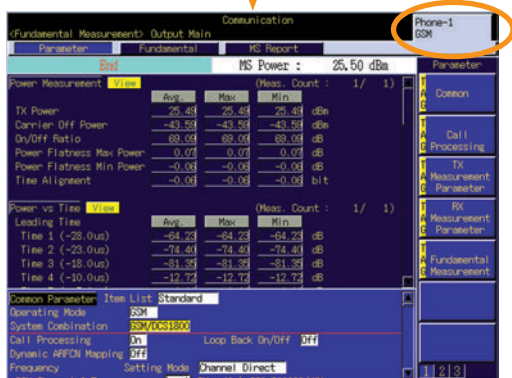 Communication
Phone-1
<Fundamental Measurement> Output Main
GSM
Parameter Fundamental MS Report
End MS Power : 25.50 dBm Parameter
Power Measurement View (Meas. Count : 1/ 1)
Avg. Max Min
TX Power 25.49 25.49 25.49 dBm
Carrier Off Power -43.59 -43.59 -43.59 dBm
On/Off Ratio 69.09 69.09 69.09 dB
Power Flatness Max Power 0.07 0.07 0.07 dB
Power Flatness Min Power -0.06 -0.06 -0.06 dB
Time Alignment -0.06 -0.06 -0.06 bit
Power vs Time View (Meas. Count : 1/ 1)
Leading Time Avg. Max Min
Time 1 (-28.0us) -64.23 -64.23 -64.23 dB
Time 2 (-23.0us) -74.40 -74.40 -74.40 dB
Time 3 (-18.0us) -81.35 -81.35 -81.35 dB
Time 4 (-10.0us) -12.72 -12.72 -12.72 dB
Common Parameter Item List Standard
Operating Mode GSM
System Combination GSM/DCS1800
Call Processing On Loop Back On/Off Off
Dynamic ARFCN Mapping Off
Frequency Setting Mode Channel Direct
TAG Common
TAG Call Processing
TAG TX Measurement Parameter
TAG RX Measurement Parameter
TAG Fundamental Measurement
1 2 3